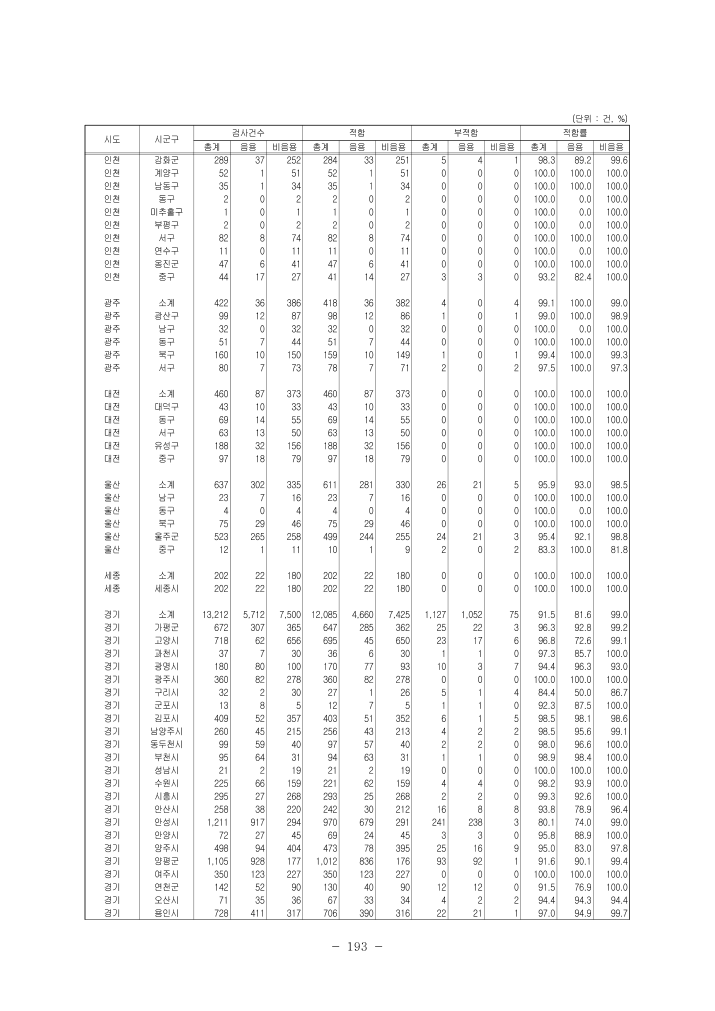 (단위 : 건, %)
시도 시군구 검사건수 적합 부적합 적합률
총계 음용 비음용 총계 음용 비음용 총계 음용 비음용 총계 음용 비음용
인천 강화군 289 37 252 284 33 251 5 4 1 98.3 89.2 99.6
인천 계양구 52 1 51 52 1 51 0 0 0 100.0 100.0 100.0
인천 남동구 35 1 34 35 1 34 0 0 0 100.0 100.0 100.0
인천 동구 2 0 2 2 0 2 0 0 0 100.0 0.0 100.0
인천 미추홀구 1 0 1 1 0 1 0 0 0 100.0 0.0 100.0
인천 부평구 2 0 2 2 0 2 0 0 0 100.0 0.0 100.0
인천 서구 82 8 74 82 8 74 0 0 0 100.0 100.0 100.0
인천 연수구 11 0 11 11 0 11 0 0 0 100.0 0.0 100.0
인천 옹진군 47 6 41 47 6 41 0 0 0 100.0 100.0 100.0
인천 중구 44 17 27 41 14 27 3 3 0 93.2 82.4 100.0
광주 소계 422 36 386 418 36 382 4 0 4 99.1 100.0 99.0
광주 광산구 99 12 87 98 12 86 1 0 1 99.0 100.0 98.9
광주 남구 32 0 32 32 0 32 0 0 0 100.0 0.0 100.0
광주 동구 51 7 44 51 7 44 0 0 0 100.0 100.0 100.0
광주 북구 160 10 150 159 10 149 1 0 1 99.4 100.0 99.3
광주 서구 80 7 73 78 7 71 2 0 2 97.5 100.0 97.3
대전 소계 460 87 373 460 87 373 0 0 0 100.0 100.0 100.0
대전 대덕구 43 10 33 43 10 33 0 0 0 100.0 100.0 100.0
대전 동구 69 14 55 69 14 55 0 0 0 100.0 100.0 100.0
대전 서구 63 13 50 63 13 50 0 0 0 100.0 100.0 100.0
대전 유성구 188 32 156 188 32 156 0 0 0 100.0 100.0 100.0
대전 중구 97 18 79 97 18 79 0 0 0 100.0 100.0 100.0
울산 소계 637 302 335 611 281 330 26 21 5 95.9 93.0 98.5
울산 남구 23 7 16 23 7 16 0 0 0 100.0 100.0 100.0
울산 동구 4 0 4 4 0 4 0 0 0 100.0 0.0 100.0
울산 북구 75 29 46 75 29 46 0 0 0 100.0 100.0 100.0
울산 울주군 523 265 258 499 244 255 24 21 3 95.4 92.1 98.8
울산 중구 12 1 11 10 1 9 2 0 2 83.3 100.0 81.8
세종 소계 202 22 180 202 22 180 0 0 0 100.0 100.0 100.0
세종 세종시 202 22 180 202 22 180 0 0 0 100.0 100.0 100.0
경기 소계 13,212 5,712 7,500 12,085 4,660 7,425 1,127 1,052 75 91.5 81.6 99.0
경기 가평군 672 307 365 647 285 362 25 22 3 96.3 92.8 99.2
경기 고양시 718 62 656 695 45 650 23 17 6 96.8 72.6 99.1
경기 과천시 37 7 30 36 6 30 1 1 0 97.3 85.7 100.0
경기 광명시 180 80 100 170 77 93 10 3 7 94.4 96.3 93.0
경기 광주시 360 82 278 360 82 278 0 0 0 100.0 100.0 100.0
경기 구리시 32 2 30 27 1 26 5 1 4 84.4 50.0 86.7
경기 군포시 13 8 5 12 7 5 1 1 0 92.3 87.5 100.0
경기 김포시 409 52 357 403 51 352 6 1 5 98.5 98.1 98.6
경기 남양주시 260 45 215 256 43 213 4 2 2 98.5 95.6 99.1
경기 동두천시 99 59 40 97 57 40 2 2 0 98.0 96.6 100.0
경기 부천시 95 64 31 94 63 31 1 1 0 98.9 98.4 100.0
경기 성남시 21 2 19 21 2 19 0 0 0 100.0 100.0 100.0
경기 수원시 225 66 159 221 62 159 4 4 0 98.2 93.9 100.0
경기 시흥시 295 27 268 293 25 268 2 2 0 99.3 92.6 100.0
경기 안산시 258 38 220 242 30 212 16 8 8 93.8 78.9 96.4
경기 안성시 1,211 917 294 970 679 291 241 238 3 80.1 74.0 99.0
경기 안양시 72 27 45 69 24 45 3 3 0 95.8 88.9 100.0
경기 양주시 498 94 404 473 78 395 25 16 9 95.0 83.0 97.8
경기 양평군 1,105 928 177 1,012 836 176 93 92 1 91.6 90.1 99.4
경기 여주시 350 123 227 350 123 227 0 0 0 100.0 100.0 100.0
경기 연천군 142 52 90 130 40 90 12 12 0 91.5 76.9 100.0
경기 오산시 71 35 36 67 33 34 4 2 2 94.4 94.3 94.4
경기 용인시 728 411 317 706 390 316 22 21 1 97.0 94.9 99.7
- 193 -